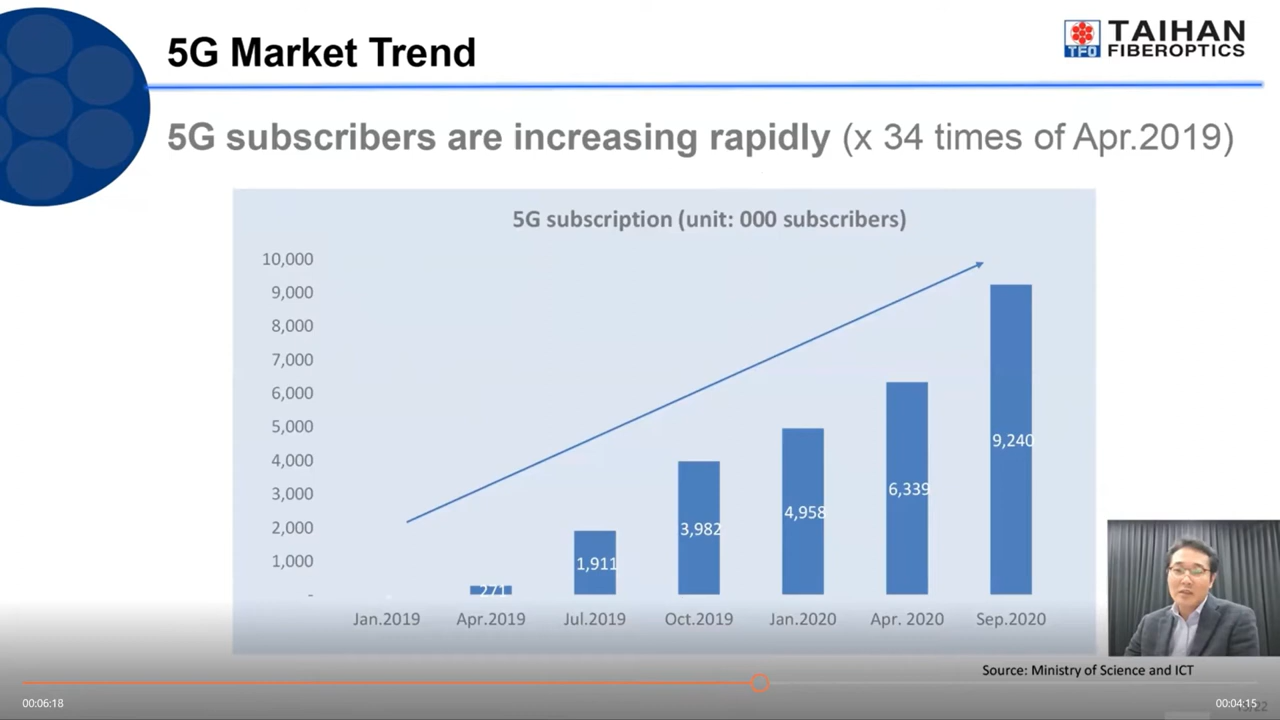 5G Market Trend
TAIHAN
FIBEROPTICS
TFO
5G subscribers are increasing rapidly (x 34 times of Apr.2019)
5G subscription (unit: 000 subscribers)
10,000
9,000
8,000
7,000
6,000
5,000
4,000
3,000
2,000
1,000
-
-
271
1,911
3,982
4,958
6,339
9,240
Jan.2019 Apr.2019 Jul.2019 Oct.2019 Jan.2020 Apr. 2020 Sep.2020
Source: Ministry of Science and ICT
00:06:18
00:04:15